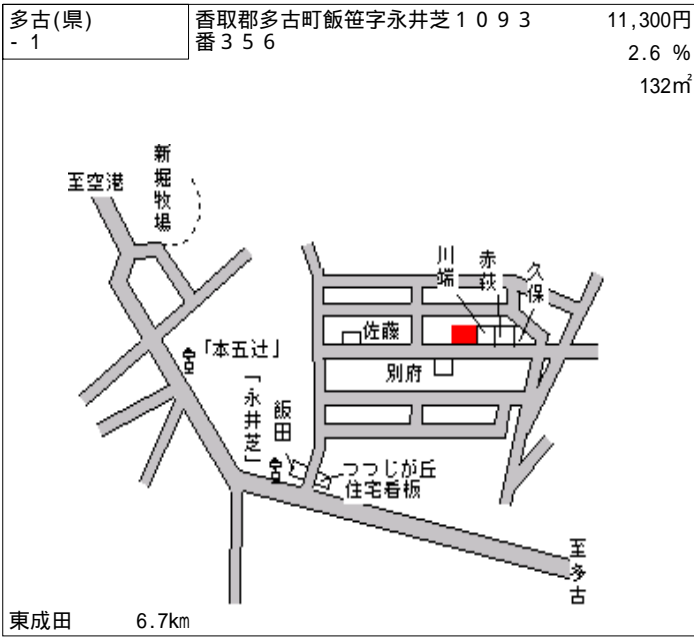 多古(県)
- 1
香取郡多古町飯笹字永井芝１０９３
番３５６
11,300円
2.6 %
132㎡
新堀牧場
至空港
川端
赤萩
久保
佐藤
「本五辻」
別府
「永井芝」
飯田
つつじが丘
住宅看板
至多古
東成田 6.7km